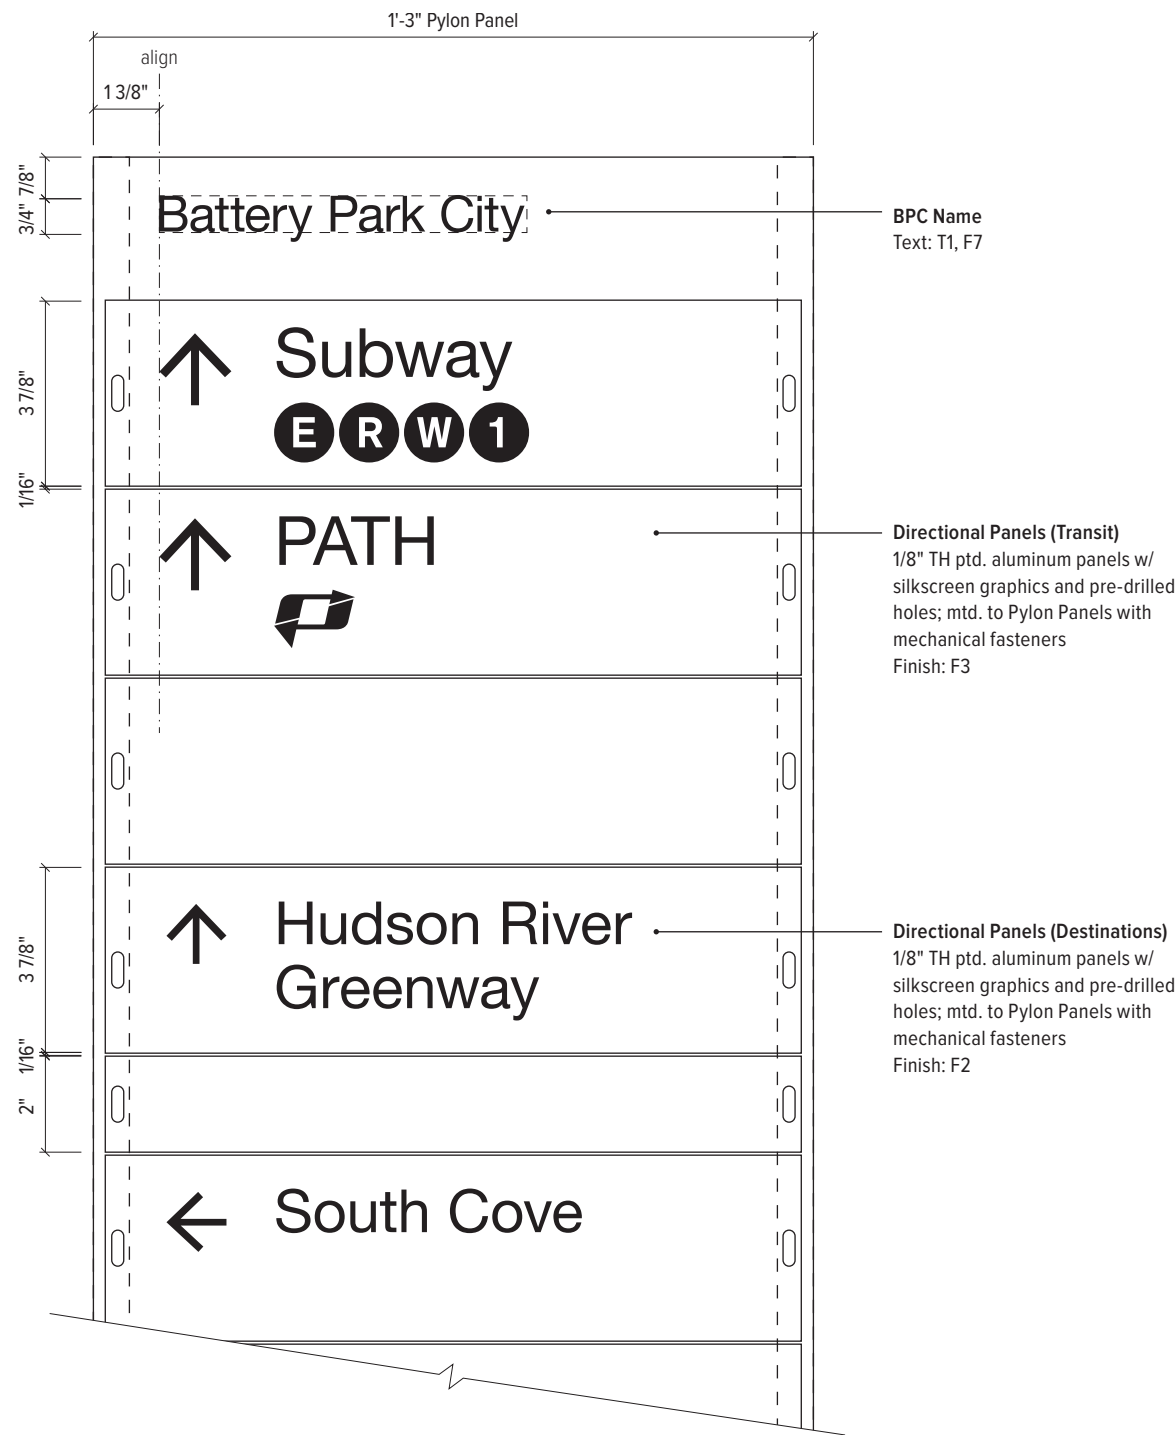 1'-3" Pylon Panel
align
1 3/8"
7/8"
3/4"
Battery Park City
BPC Name
Text: T1, F7
3 7/8"
Subway
E R W 1
1/16"
PATH
Directional Panels (Transit)
1/8" TH ptd. aluminum panels w/
silkscreen graphics and pre-drilled
holes; mtd. to Pylon Panels with
mechanical fasteners
Finish: F3
3 7/8"
Hudson River
Greenway
Directional Panels (Destinations)
1/8" TH ptd. aluminum panels w/
silkscreen graphics and pre-drilled
holes; mtd. to Pylon Panels with
mechanical fasteners
Finish: F2
1/16"
2"
South Cove